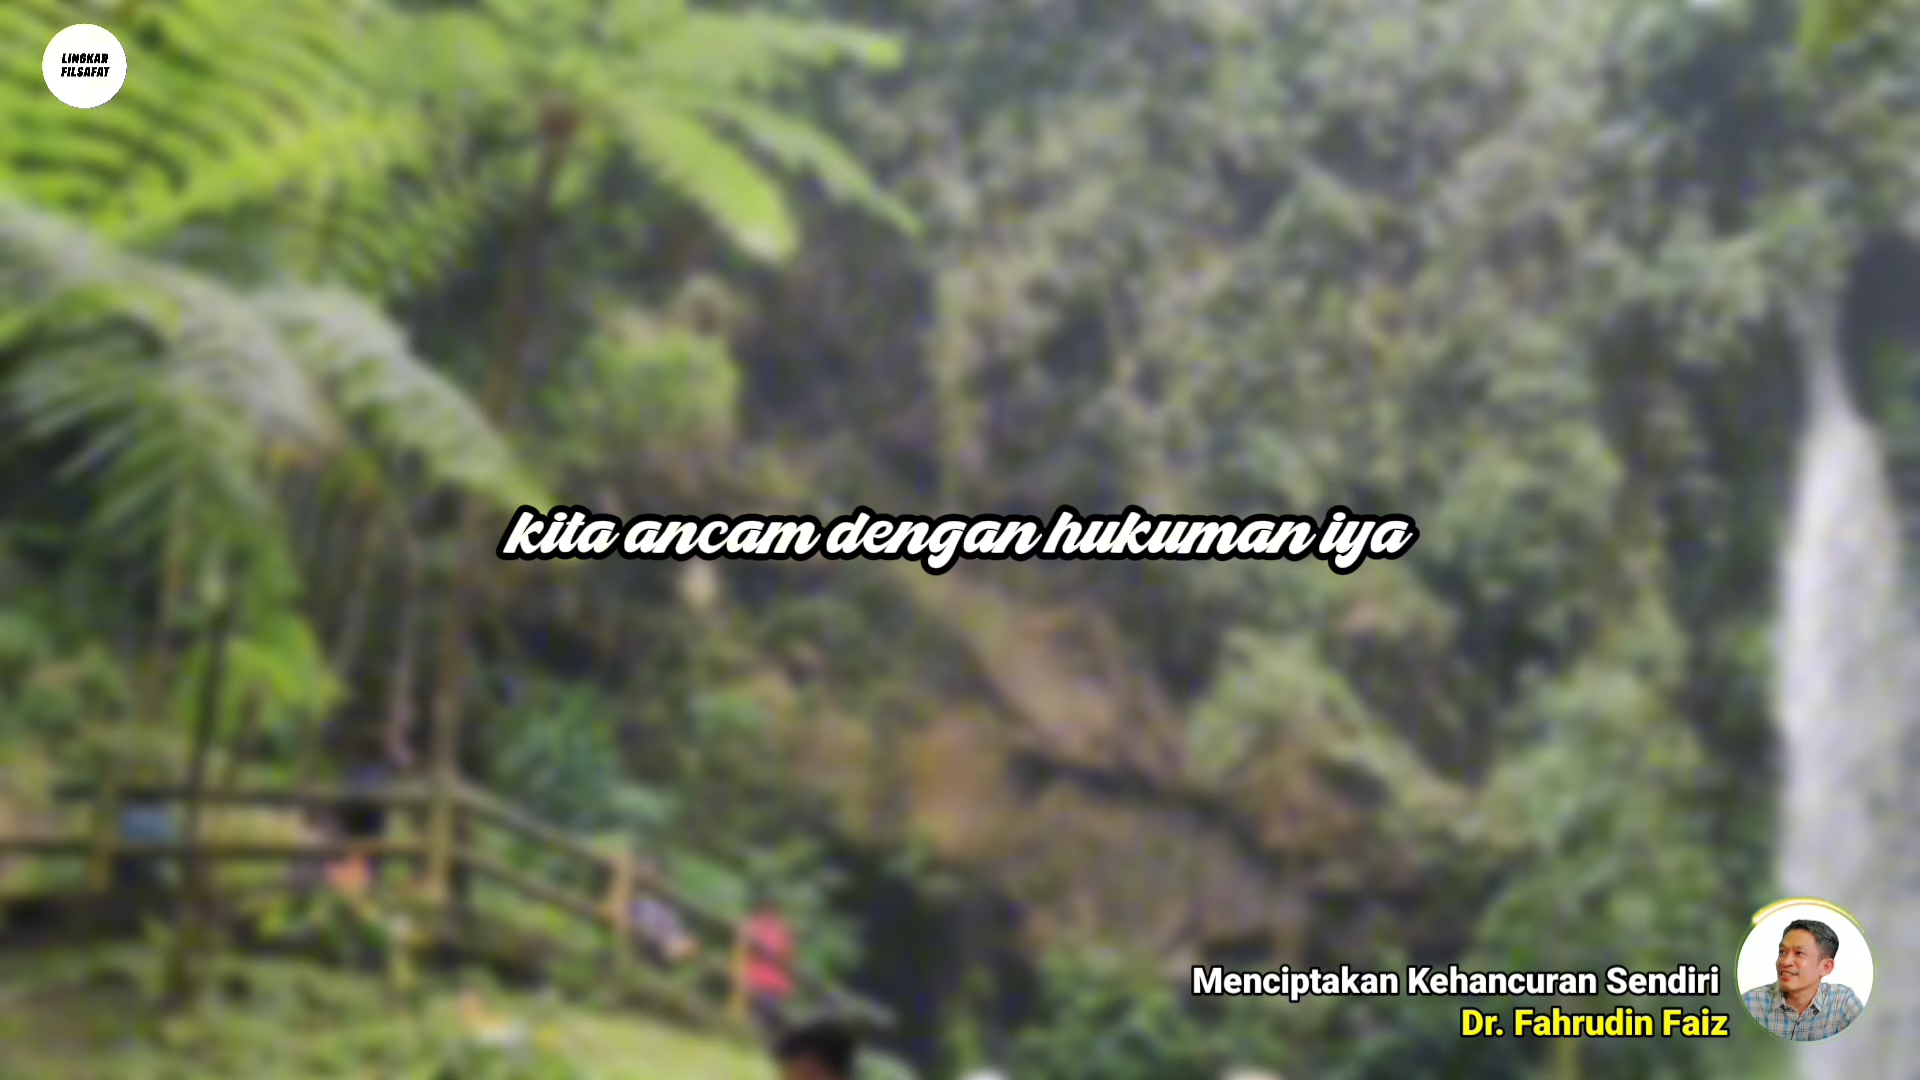 LINGKAR
FILSAFAT
kita ancam dengan hukuman iya
Menciptakan Kehancuran Sendiri
Dr. Fahrudin Faiz